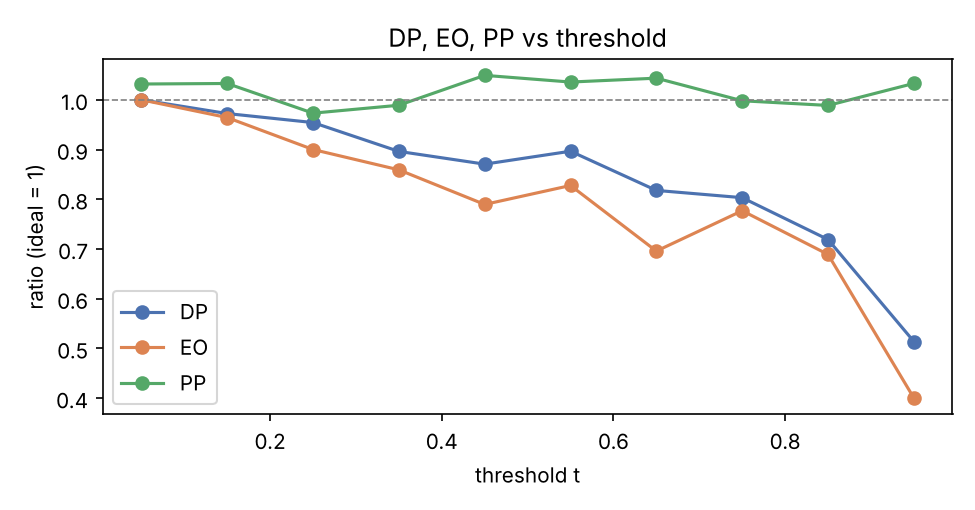 DP, EO, PP vs threshold
ratio (ideal = 1)
1.0
0.9
0.8
0.7
0.6
0.5
0.4
DP
EO
PP
0.2 0.4 0.6 0.8
threshold t